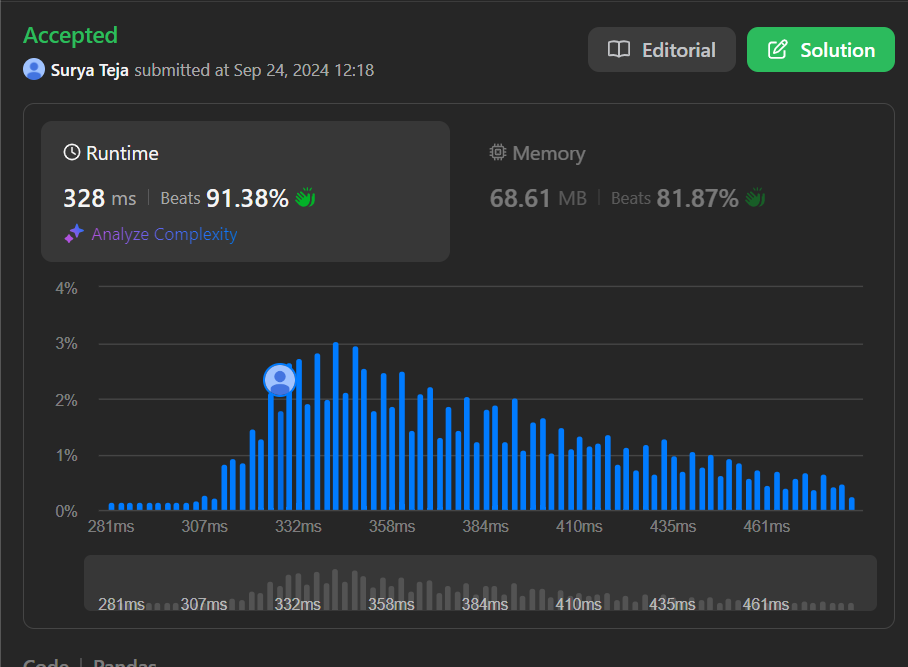 Accepted
Editorial
Solution
Surya Teja submitted at Sep 24, 2024 12:18
Runtime
Memory
328 ms | Beats 91.38%
68.61 MB | Beats 81.87%
Analyze Complexity
4%
3%
2%
1%
0%
281ms 307ms 332ms 358ms 384ms 410ms 435ms 461ms
281ms 307ms 332ms 358ms 384ms 410ms 435ms 461ms
Code | Pandas